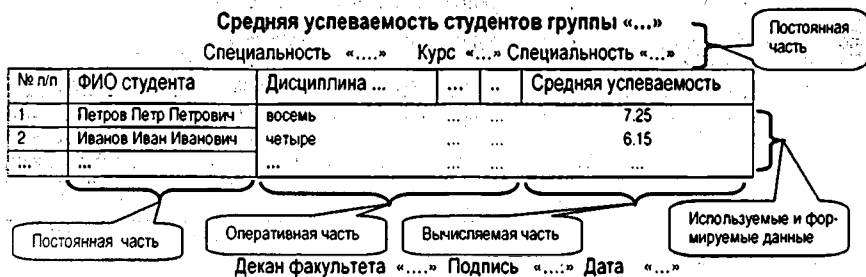 Средняя успеваемость студентов группы «...»
Специальность «....» Курс «...» Специальность «...»
Постоянная часть
№ п/п ФИО студента Дисциплина ... ... .. Средняя успеваемость
1 Петров Петр Петрович восемь ... ... 7.25
2 Иванов Иван Иванович четыре ... ... 6.15
... ... ... ... ... ...
Постоянная часть
Оперативная часть
Вычисляемая часть
Используемые и фор-
мируемые данные
Декан факультета «....» Подпись «....» Дата «...»